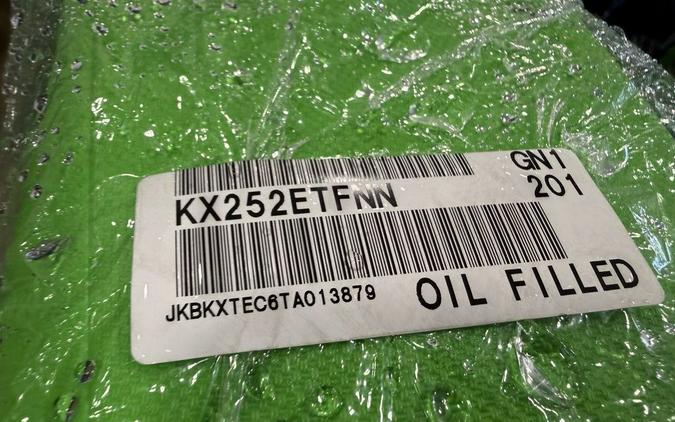 GN1
KX252ETFNN
201
JKBKXTEC6TA013879
OIL FILLED